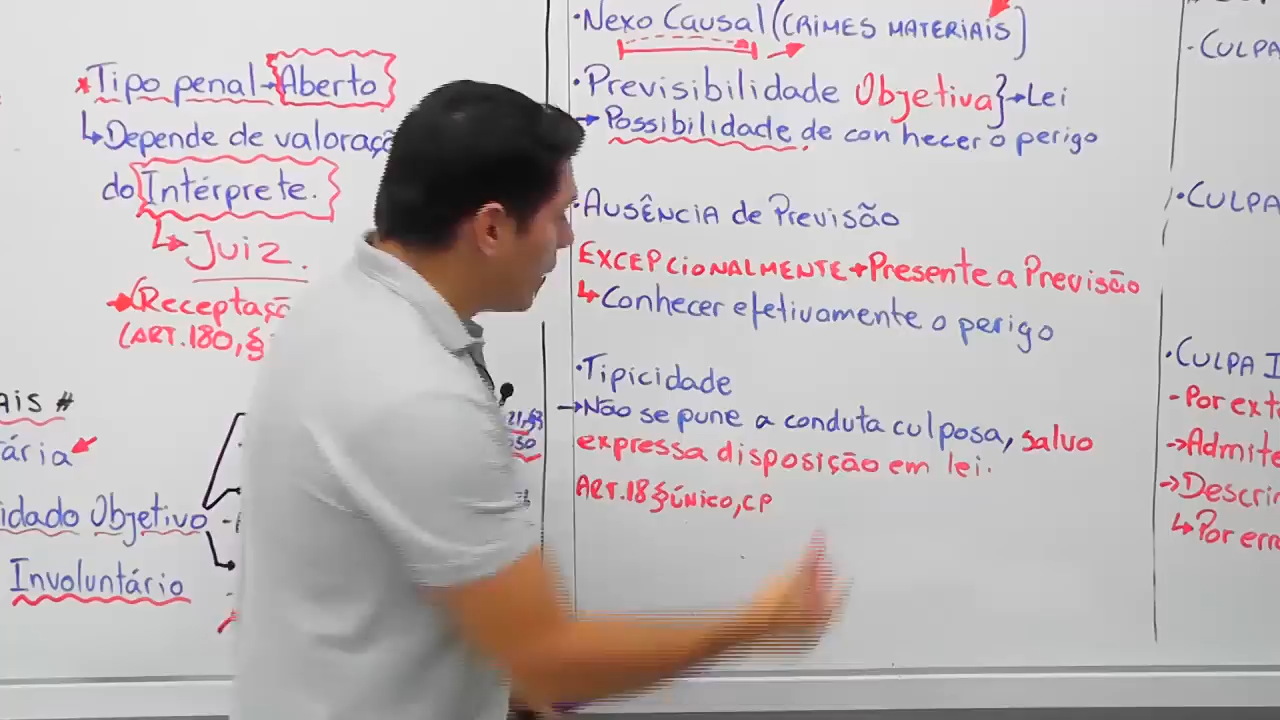 *Tipo penal→Aberto
↳Depende de valoraç
do Intérprete.
↳Juiz.
→(Receptaçã
(ART.180,§
ais #
ária
idado Objetivo
Involuntário
21,§3
·Nexo Causal (CRIMES MATERIAIS)
·Previsibilidade Objetiva}→Lei
→Possibilidade de conhecer o perigo
·AUSÊNCIA de Previsão
EXCEPCIONALMENTE→Presente a Previsão
↳Conhecer efetivamente o perigo
·Tipicidade
→Não se pune a conduta culposa, salvo
expressa disposição em lei.
ART.18 § ÚNICO, CP
·CULPA
·CULPA
·CULPA I
-Por ext
→Admite
→Descri
↳Por err